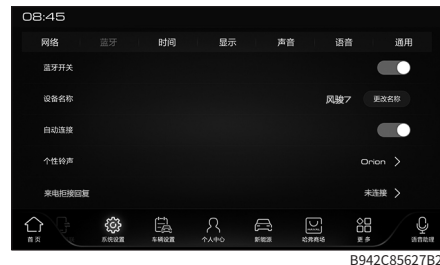 08:45
网络 蓝牙 时间 显示 声音 语音 通用
蓝牙开关
设备名称 风骏7 更改名称
自动连接
个性铃声 Orion >
来电拒接回复 未连接 >
首页 系统设置 车辆设置 个人中心 新能源 哈弗商场 更多 语音助理
B942C85627B2